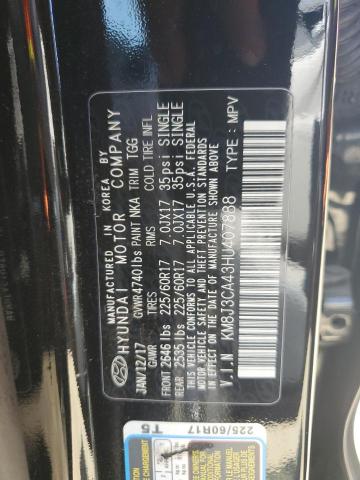 MANUFACTURED IN KOREA BY
HYUNDAI MOTOR COMPANY
JAN/12/17 GVWR 4740lbs PAINT NKA TRIM TGG
GAWR TIRES RIMS COLD TIRE INFL
FRONT 2646 lbs 225/60R17 7.0JX17 35psi SINGLE
REAR 2535 lbs 225/60R17 7.0JX17 35 psi SINGLE
THIS VEHICLE CONFORMS TO ALL APPLICABLE U.S.A. FEDERAL
MOTOR VEHICLE SAFETY AND THEFT PREVENTION STANDARDS IN
EFFECT ON THE DATE OF MANUFACTURE SHOWN ABOVE.
V.I.N KM8J3CA43HU407888 TYPE: MPV
T5
225/60R17